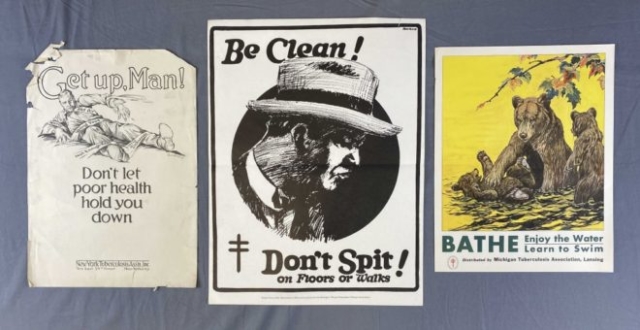 Get up, Man!
Don't let
poor health
hold you
down
New York Tuberculosis Assn. Inc
Be Clean!
Don't Spit!
on Floors or Walks
BATHE
Enjoy the Water
Learn to Swim
Distributed by Michigan Tuberculosis Association, Lansing